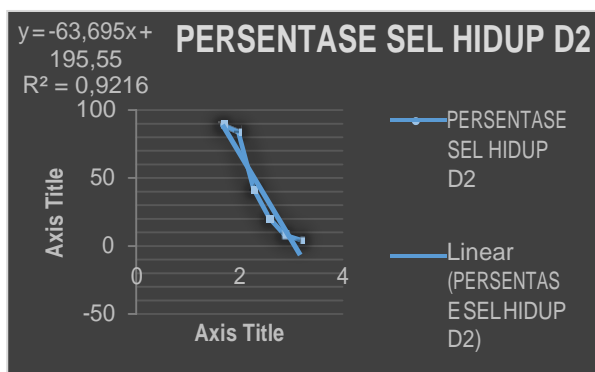 y = -63,695x +
195,55
R² = 0,9216
PERSENTASE SEL HIDUP D2
100
50
0
-50
0 2 4
Axis Title
Axis Title
PERSENTASE
SEL HIDUP
D2
Linear
(PERSENTAS
E SEL HIDUP
D2)